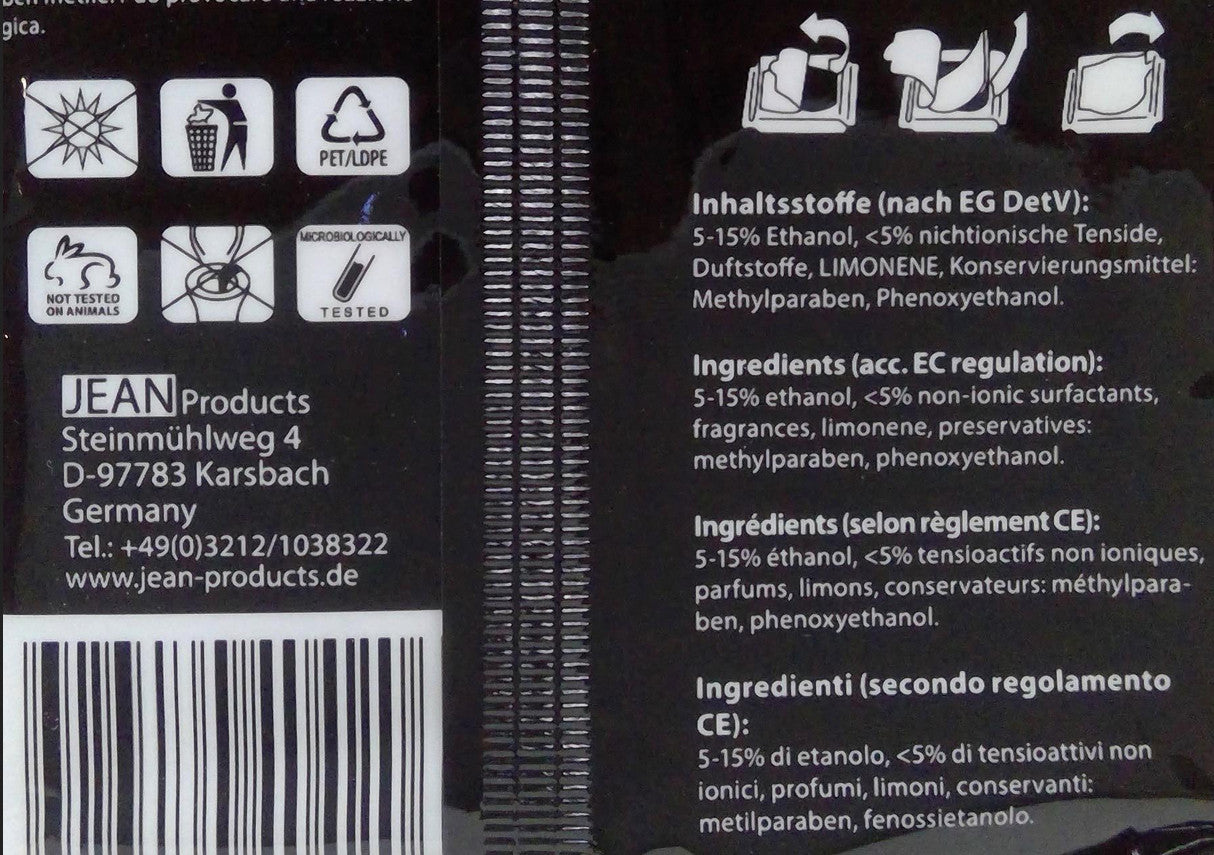 gica.
PET/LDPE
NOT TESTED
ON ANIMALS
MICROBIOLOGICALLY
TESTED
JEAN Products
Steinmühlweg 4
D-97783 Karsbach
Germany
Tel.: +49(0)3212/1038322
www.jean-products.de
Inhaltsstoffe (nach EG DetV):
5-15% Ethanol, <5% nichtionische Tenside,
Duftstoffe, LIMONENE, Konservierungsmittel:
Methylparaben, Phenoxyethanol.
Ingredients (acc. EC regulation):
5-15% ethanol, <5% non-ionic surfactants,
fragrances, limonene, preservatives:
methylparaben, phenoxyethanol.
Ingrédients (selon règlement CE):
5-15% éthanol, <5% tensioactifs non ioniques,
parfums, limons, conservateurs: méthylpara-
ben, phenoxyethanol.
Ingredienti (secondo regolamento
CE):
5-15% di etanolo, <5% di tensioattivi non
ionici, profumi, limoni, conservanti:
metilparaben, fenossietanolo.